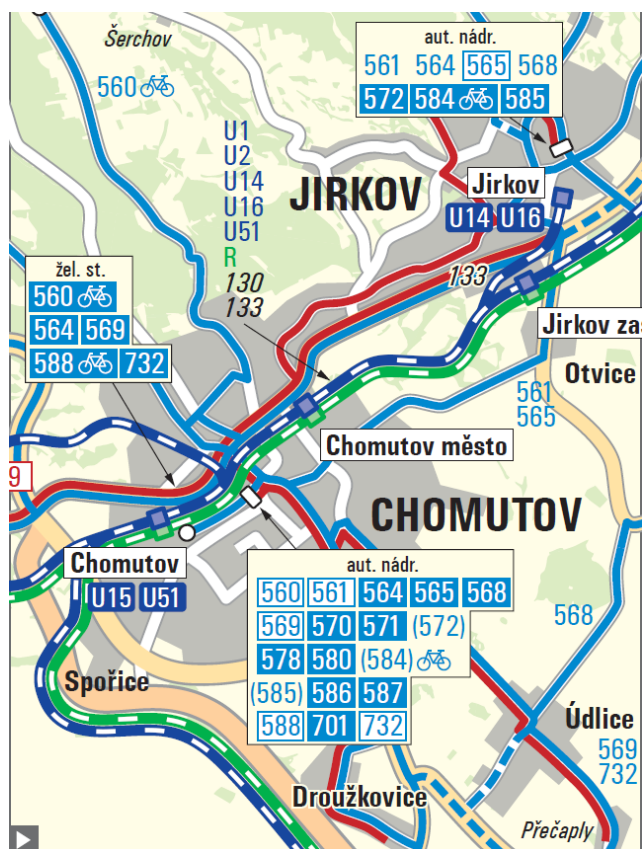 Šerchov
560
aut. nádr.
561 564 565 568
572 584 585
U1
U2
U14
U16
U51
R
130
133
JIRKOV
Jirkov
U14 U16
133
žel. st.
560
564 569
588 732
Jirkov zas
Otvice
561
565
Chomutov město
9
CHOMUTOV
Chomutov
U15 U51
aut. nádr.
560 561 564 565 568
569 570 571 (572)
578 580 (584)
(585) 586 587
588 701 732
568
Spořice
Údlice
569
732
Droužkovice
Přečaply